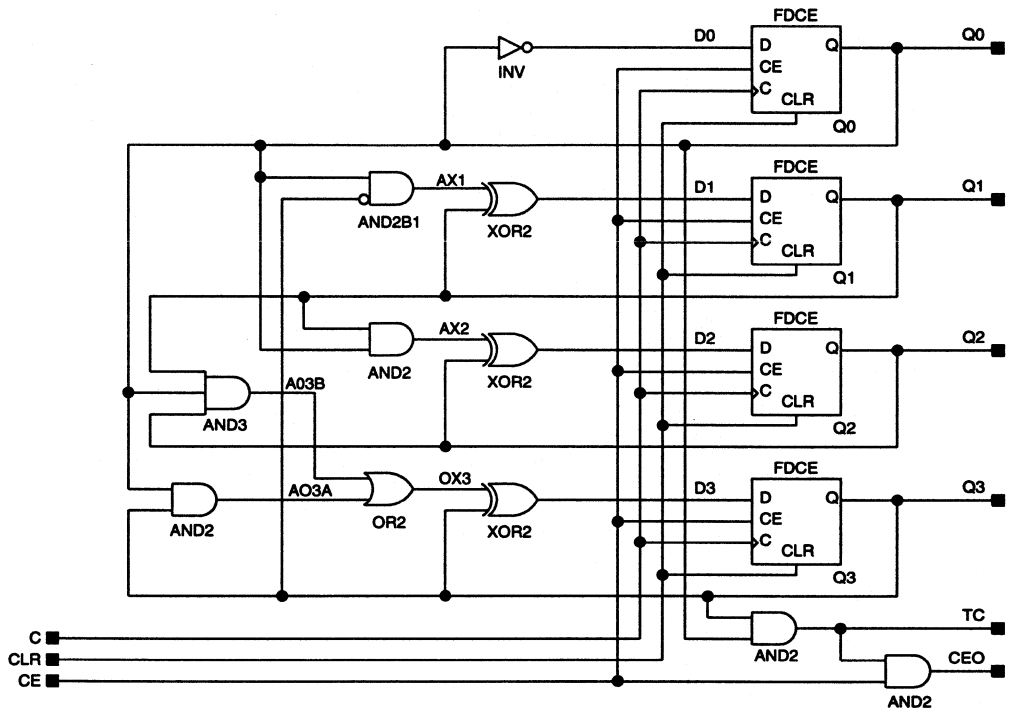 FDCE
D0
Q0
D
Q
CE
INV
C
CLR
Q0
FDCE
AX1
D1
Q1
D
Q
CE
AND2B1
XOR2
C
CLR
Q1
FDCE
AX2
D2
Q2
D
Q
CE
AND2
XOR2
C
A03B
CLR
AND3
Q2
FDCE
AO3A
OX3
D3
Q3
D
Q
CE
AND2
OR2
XOR2
C
CLR
Q3
TC
C
AND2
CEO
CLR
CE
AND2